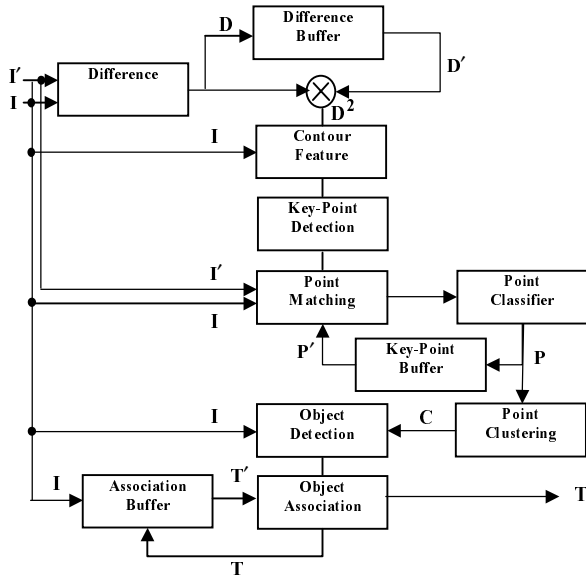 D
Difference
Buffer
D′
I′
I
Difference
D²
I
Contour
Feature
Key-Point
Detection
I′
I
Point
Matching
Point
Classifier
P′
Key-Point
Buffer
P
I
Object
Detection
C
Point
Clustering
I
Association
Buffer
T′
Object
Association
T
T